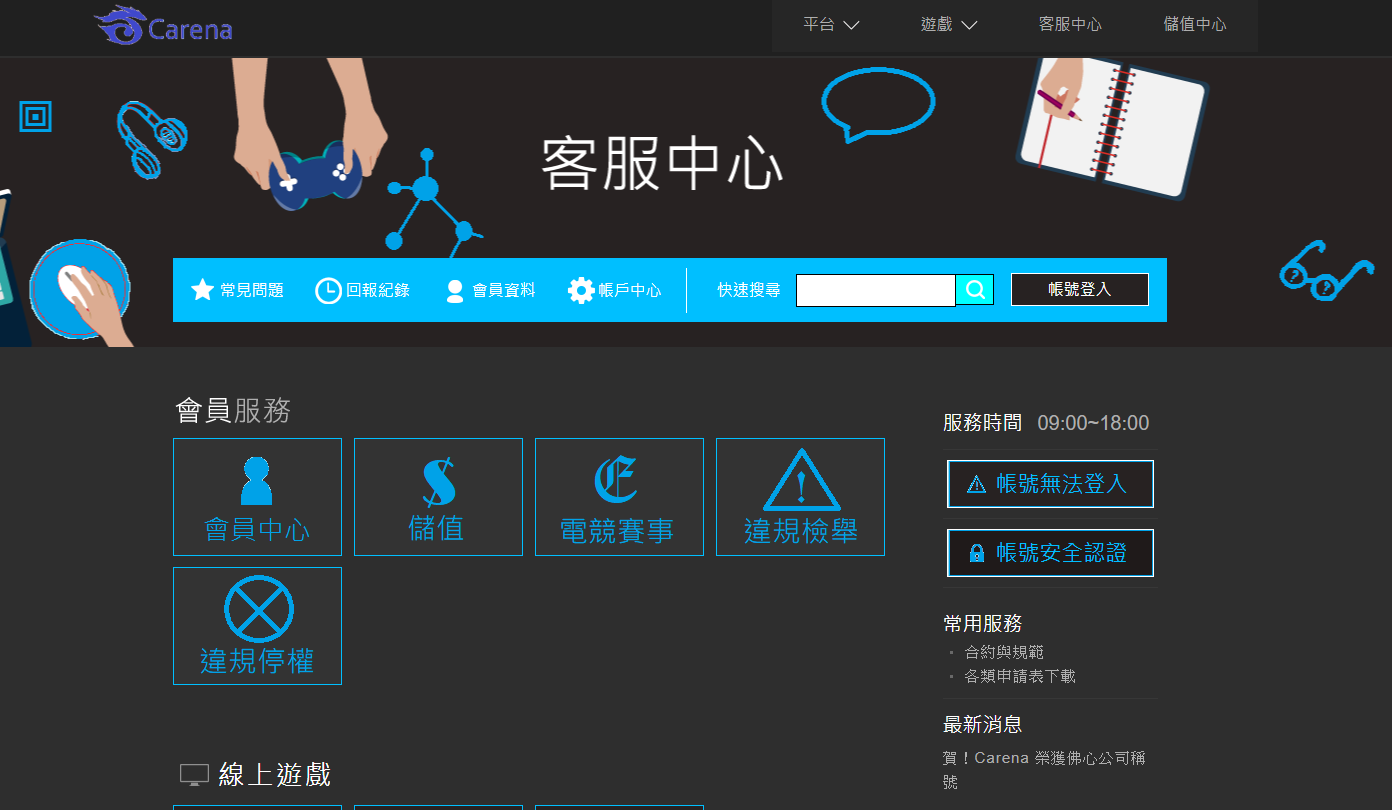 Carena
平台
遊戲
客服中心
儲值中心
客服中心
常見問題
回報紀錄
會員資料
帳戶中心
快速搜尋
帳號登入
會員服務
會員中心
$
儲值
E
電競賽事
違規檢舉
違規停權
線上遊戲
服務時間 09:00~18:00
帳號無法登入
帳號安全認證
常用服務
合約與規範
各類申請表下載
最新消息
賀！Carena 榮獲佛心公司稱
號